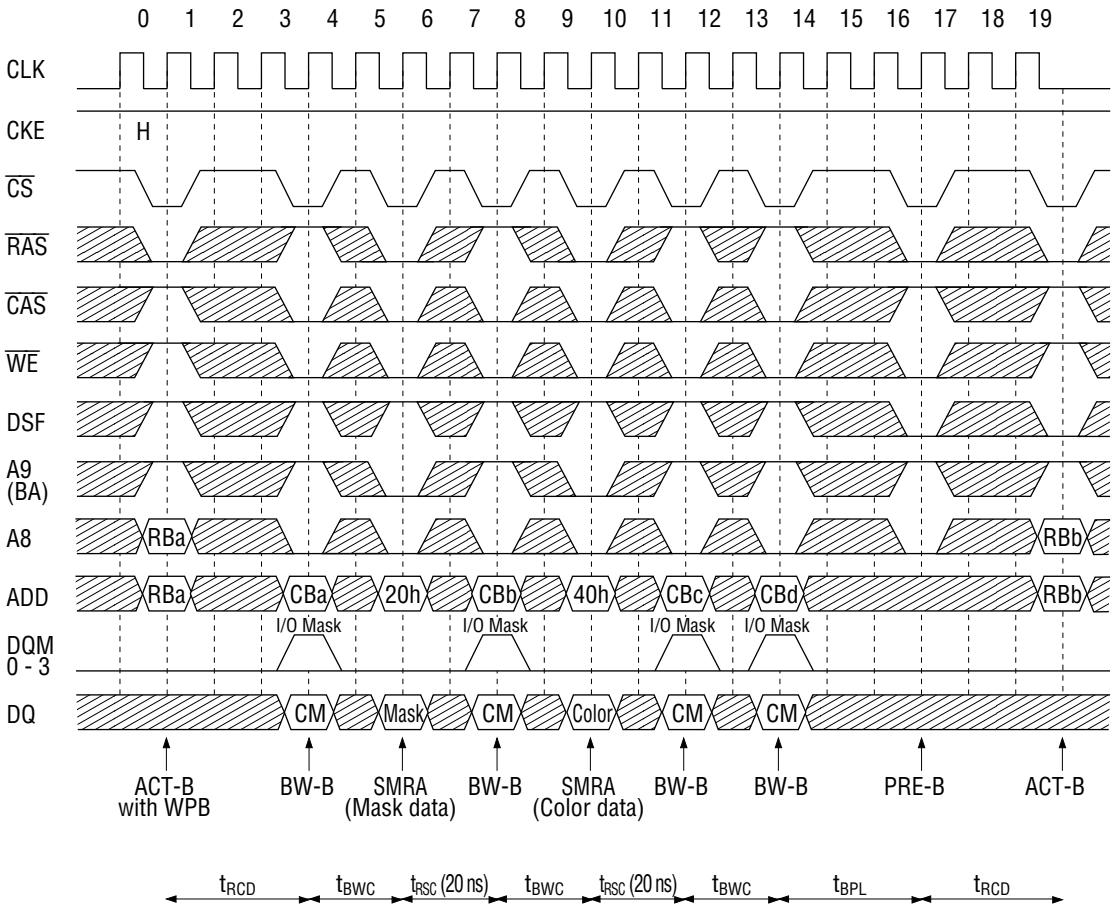 0 1 2 3 4 5 6 7 8 9 10 11 12 13 14 15 16 17 18 19
CLK
CKE H
CS
RAS
CAS
WE
DSF
A9
(BA)
A8 RBa RBb
ADD RBa CBa 20h CBb 40h CBc CBd RBb
I/O Mask I/O Mask I/O Mask I/O Mask
DQM
0 - 3
DQ CM Mask CM Color CM CM
ACT-B BW-B SMRA BW-B SMRA BW-B BW-B PRE-B ACT-B
with WPB (Mask data) (Color data)
tRCD tBWC tRSC (20 ns) tBWC tRSC (20 ns) tBWC tBPL tRCD